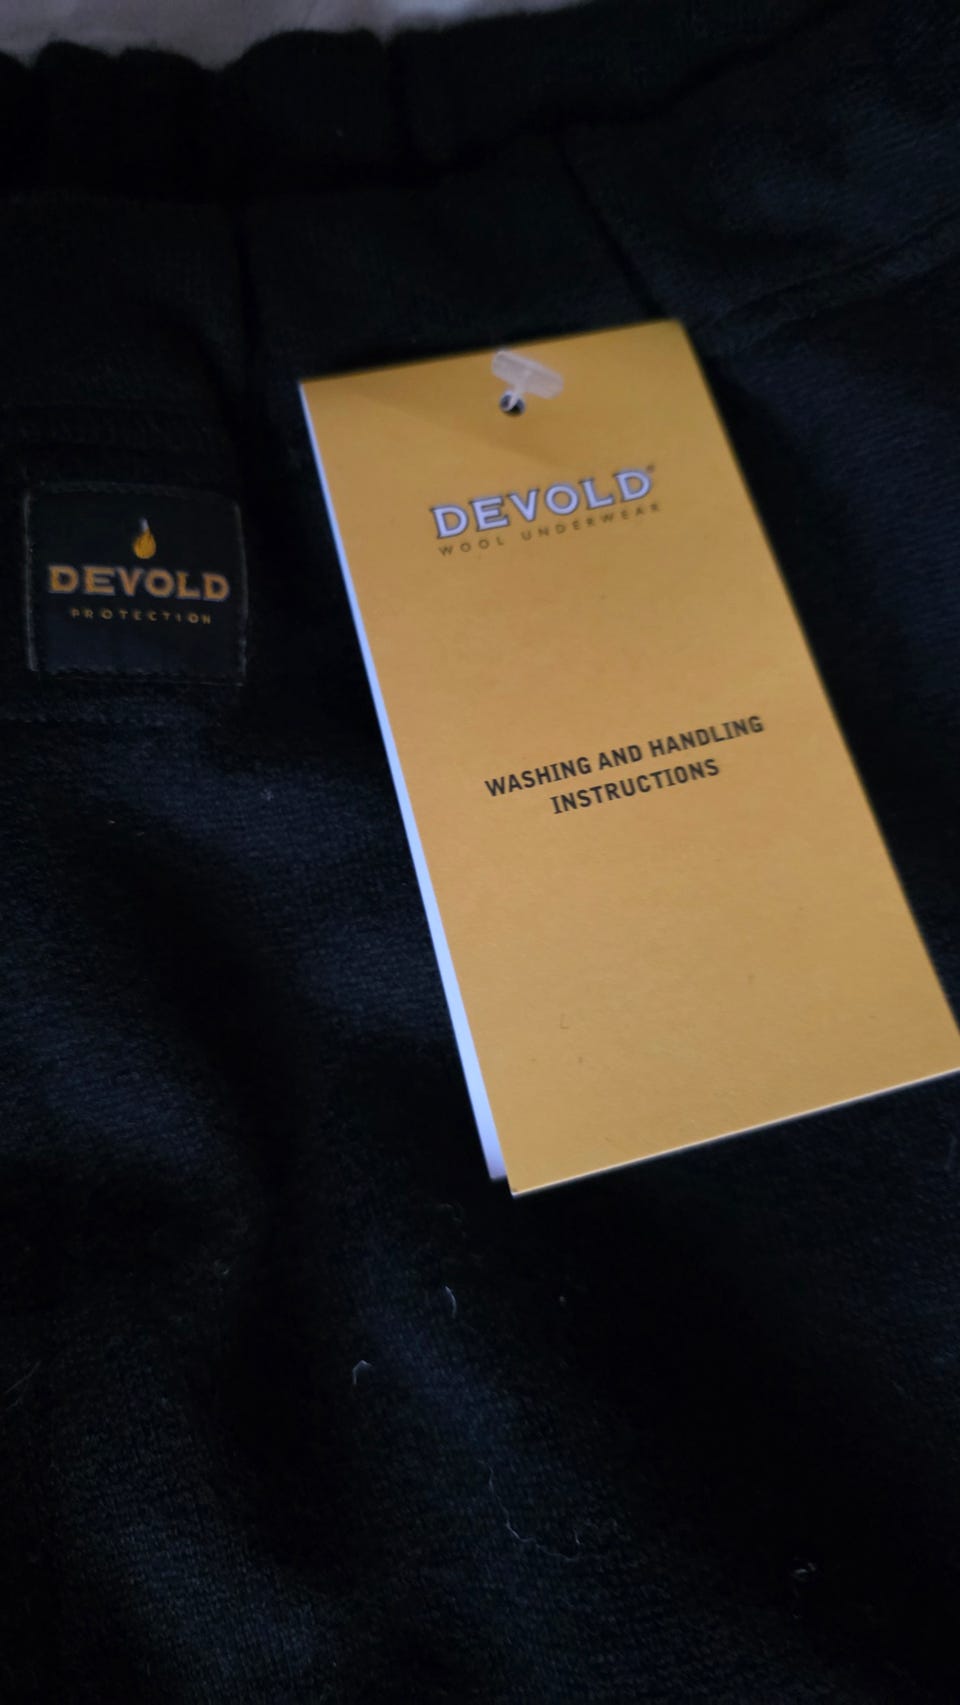 DEVOLD®
WOOL UNDERWEAR
WASHING AND HANDLING
INSTRUCTIONS
DEVOLD
PROTECTION